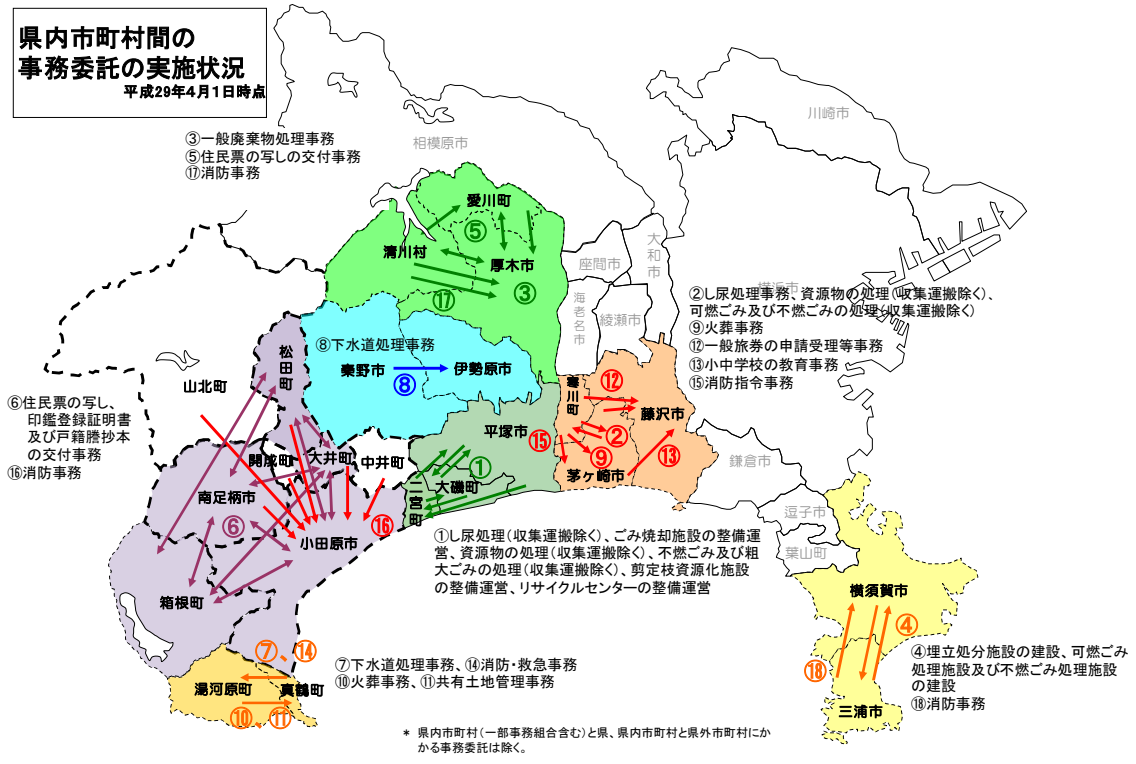 県内市町村間の
事務委託の実施状況
平成29年4月1日時点
③一般廃棄物処理事務
⑤住民票の写しの交付事務
⑰消防事務
相模原市
川崎市
愛川町
⑤
清川村
厚木市
⑰
③
座間市
大和市
海老名市
綾瀬市
横浜市
②し尿処理事務、資源物の処理(収集運搬除く)、
可燃ごみ及び不燃ごみの処理(収集運搬除く)
⑨火葬事務
⑫一般旅券の申請受理等事務
⑬小中学校の教育事務
⑮消防指令事務
⑧下水道処理事務
秦野市
⑧
伊勢原市
松田町
山北町
⑥住民票の写し、
印鑑登録証明書
及び戸籍謄抄本
の交付事務
⑯消防事務
寒川町
⑫
藤沢市
平塚市
⑮
②
⑨
⑬
茅ヶ崎市
鎌倉市
開成町
大井町
中井町
①
大磯町
二宮町
南足柄市
⑥
小田原市
⑯
逗子市
葉山町
①し尿処理(収集運搬除く)、ごみ焼却施設の整備運
営、資源物の処理(収集運搬除く)、不燃ごみ及び粗
大ごみの処理(収集運搬除く)、剪定枝資源化施設
の整備運営、リサイクルセンターの整備運営
箱根町
横須賀市
④
⑱
三浦市
④埋立処分施設の建設、可燃ごみ
処理施設及び不燃ごみ処理施設
の建設
⑱消防事務
⑦、⑭
湯河原町
真鶴町
⑩、⑪
⑦下水道処理事務、⑭消防・救急事務
⑩火葬事務、⑪共有土地管理事務
* 県内市町村(一部事務組合含む)と県、県内市町村と県外市町村にか
かる事務委託は除く。